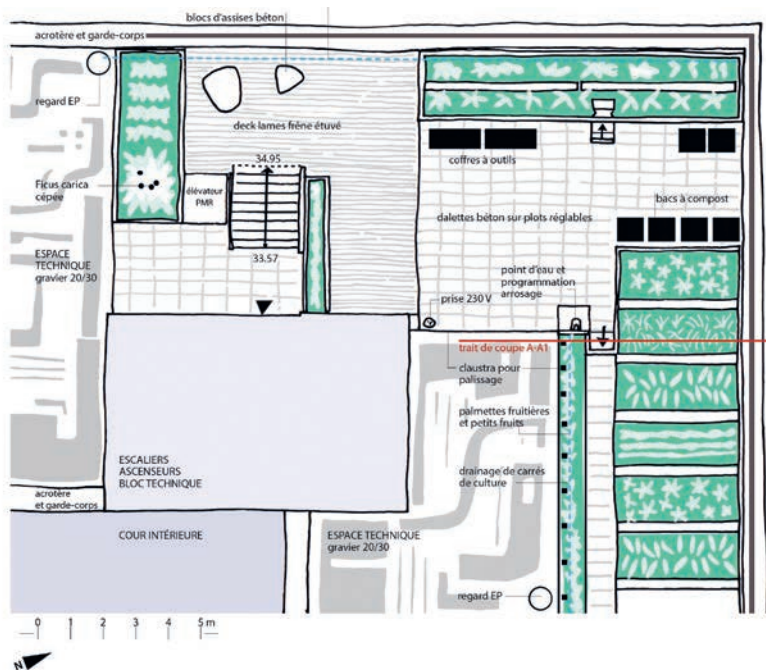 blocs d'assises béton
acrotère et garde-corps
regard EP
deck lames frêne étuvé
34.95
coffres à outils
Ficus carica
cépée
élévateur
PMR
bacs à compost
dalettes béton sur plots réglables
ESPACE
TECHNIQUE
gravier 20/30
33.57
point d'eau et
programmation
arrosage
prise 230 V
trait de coupe A-A1
claustra pour
palissage
palmettes fruitières
et petits fruits
ESCALIERS
ASCENSEURS
BLOC TECHNIQUE
drainage de carrés
de culture
acrotère
et garde-corps
COUR INTÉRIEURE
ESPACE TECHNIQUE
gravier 20/30
regard EP
0 1 2 3 4 5 m
N